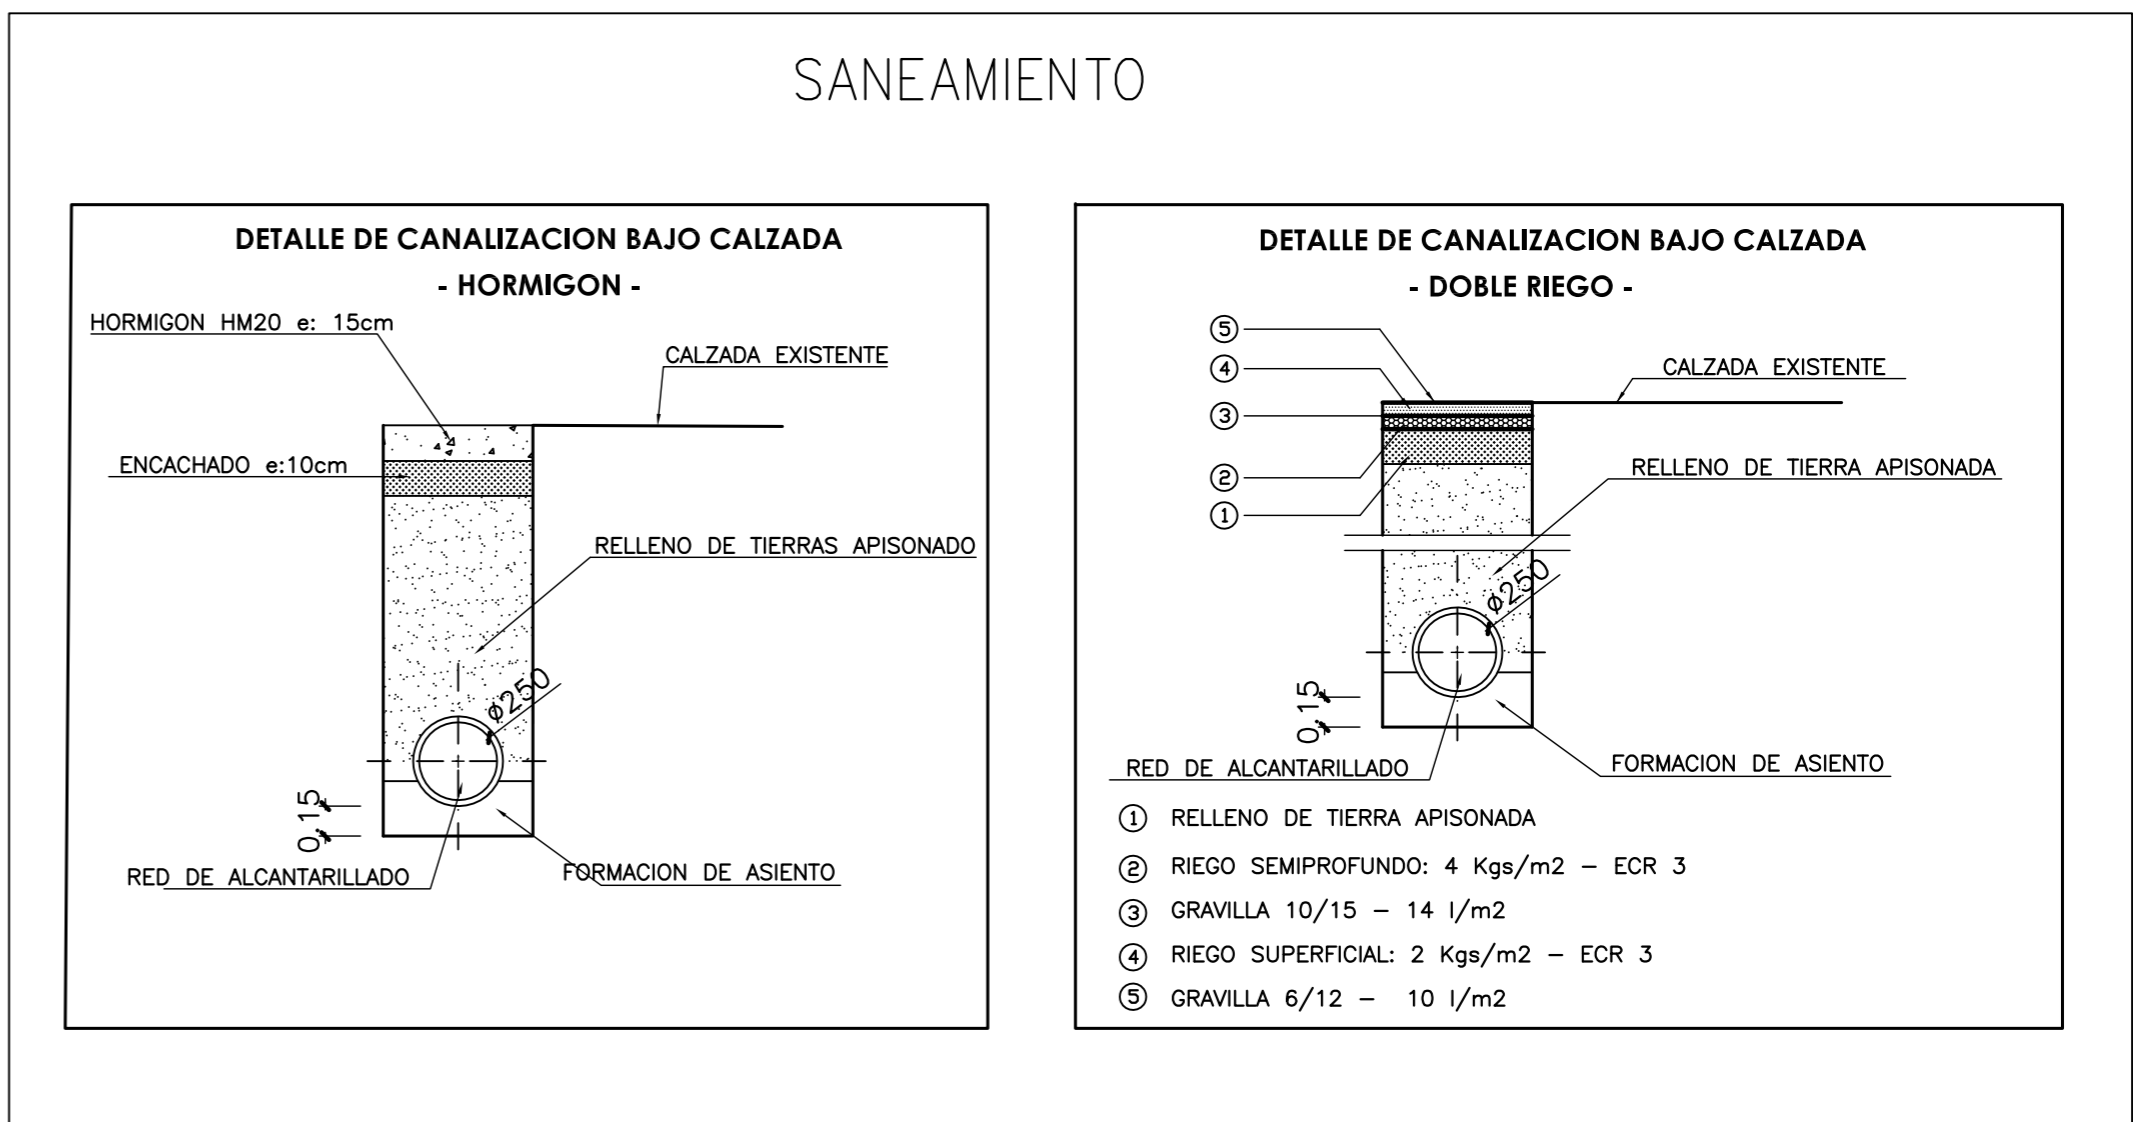 SANEAMIENTO
DETALLE DE CANALIZACION BAJO CALZADA
- HORMIGON -
HORMIGON HM20 e: 15cm
CALZADA EXISTENTE
ENCACHADO e:10cm
RELLENO DE TIERRAS APISONADO
ø250
0,15
RED DE ALCANTARILLADO
FORMACION DE ASIENTO
DETALLE DE CANALIZACION BAJO CALZADA
- DOBLE RIEGO -
5
4
3
2
1
CALZADA EXISTENTE
RELLENO DE TIERRA APISONADA
ø250
0,15
RED DE ALCANTARILLADO
FORMACION DE ASIENTO
1 RELLENO DE TIERRA APISONADA
2 RIEGO SEMIPROFUNDO: 4 Kgs/m2 – ECR 3
3 GRAVILLA 10/15 – 14 l/m2
4 RIEGO SUPERFICIAL: 2 Kgs/m2 – ECR 3
5 GRAVILLA 6/12 – 10 l/m2